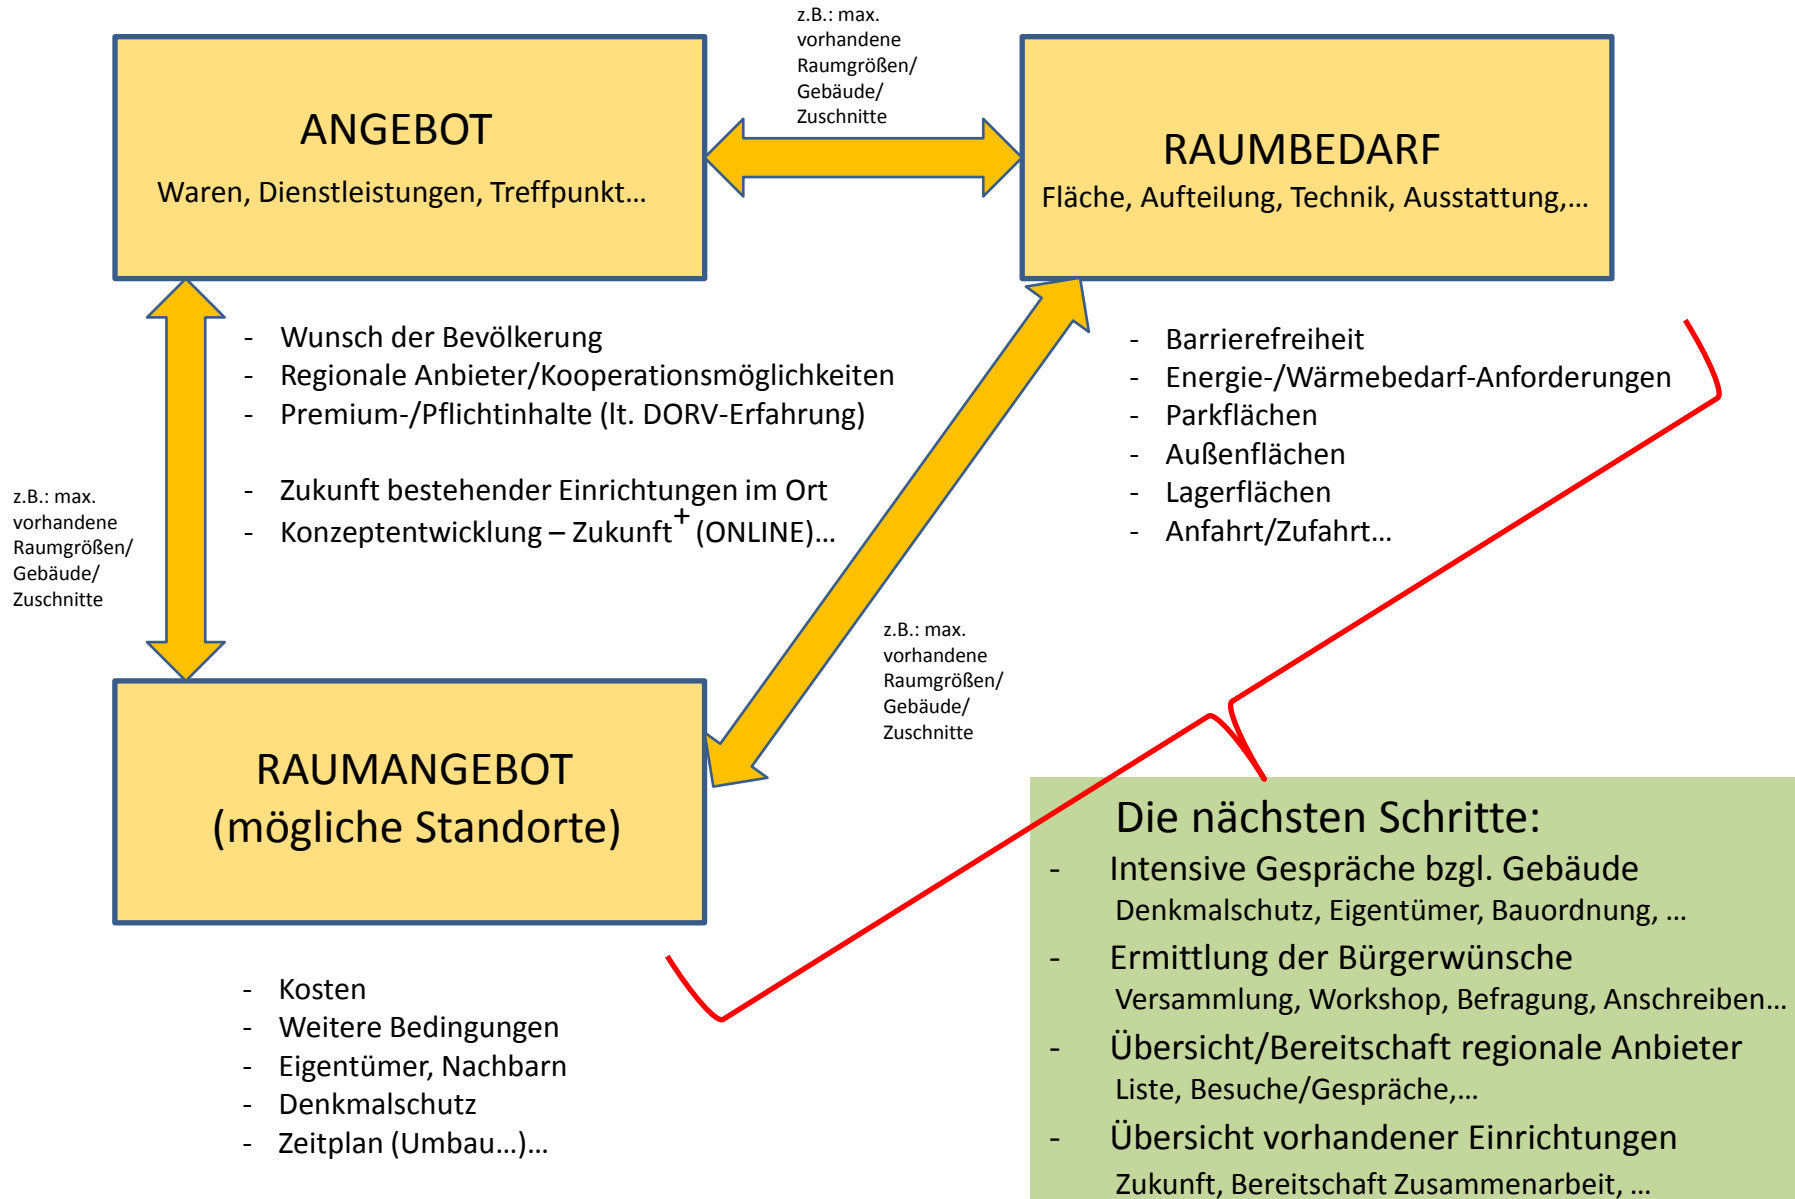 z.B.: max.
vorhandene
Raumgrößen/
Gebäude/
Zuschnitte
ANGEBOT
Waren, Dienstleistungen, Treffpunkt…
RAUMBEDARF
Fläche, Aufteilung, Technik, Ausstattung,…
- Wunsch der Bevölkerung
- Regionale Anbieter/Kooperationsmöglichkeiten
- Premium-/Pflichtinhalte (lt. DORV-Erfahrung)
- Zukunft bestehender Einrichtungen im Ort
- Konzeptentwicklung – Zukunft⁺ (ONLINE)…
- Barrierefreiheit
- Energie-/Wärmebedarf-Anforderungen
- Parkflächen
- Außenflächen
- Lagerflächen
- Anfahrt/Zufahrt…
z.B.: max.
vorhandene
Raumgrößen/
Gebäude/
Zuschnitte
z.B.: max.
vorhandene
Raumgrößen/
Gebäude/
Zuschnitte
RAUMANGEBOT
(mögliche Standorte)
- Kosten
- Weitere Bedingungen
- Eigentümer, Nachbarn
- Denkmalschutz
- Zeitplan (Umbau…)…
Die nächsten Schritte:
- Intensive Gespräche bzgl. Gebäude
Denkmalschutz, Eigentümer, Bauordnung, …
- Ermittlung der Bürgerwünsche
Versammlung, Workshop, Befragung, Anschreiben…
- Übersicht/Bereitschaft regionale Anbieter
Liste, Besuche/Gespräche,…
- Übersicht vorhandener Einrichtungen
Zukunft, Bereitschaft Zusammenarbeit, …